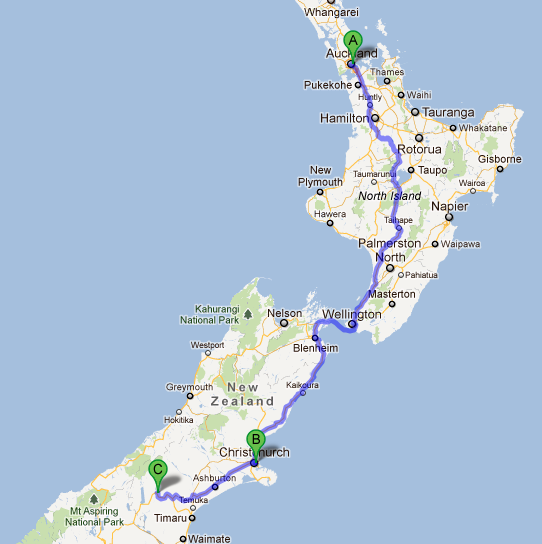 Whangarei
A
Auckland
Thames
Pukekohe
Huntly
Waihi
Tauranga
Hamilton
Whakatane
Rotorua
Gisborne
Taumarunui
Taupo
New
Plymouth
Wairoa
North Island
Napier
Hawera
Taihape
Palmerston
North
Waipawa
Pahiatua
Masterton
Kahurangi
National Park
Nelson
Wellington
Blenheim
Westport
Greymouth
New
Zealand
Kaikoura
Hokitika
B
Christchurch
C
Ashburton
Temuka
Mt Aspiring
National Park
Timaru
Waimate